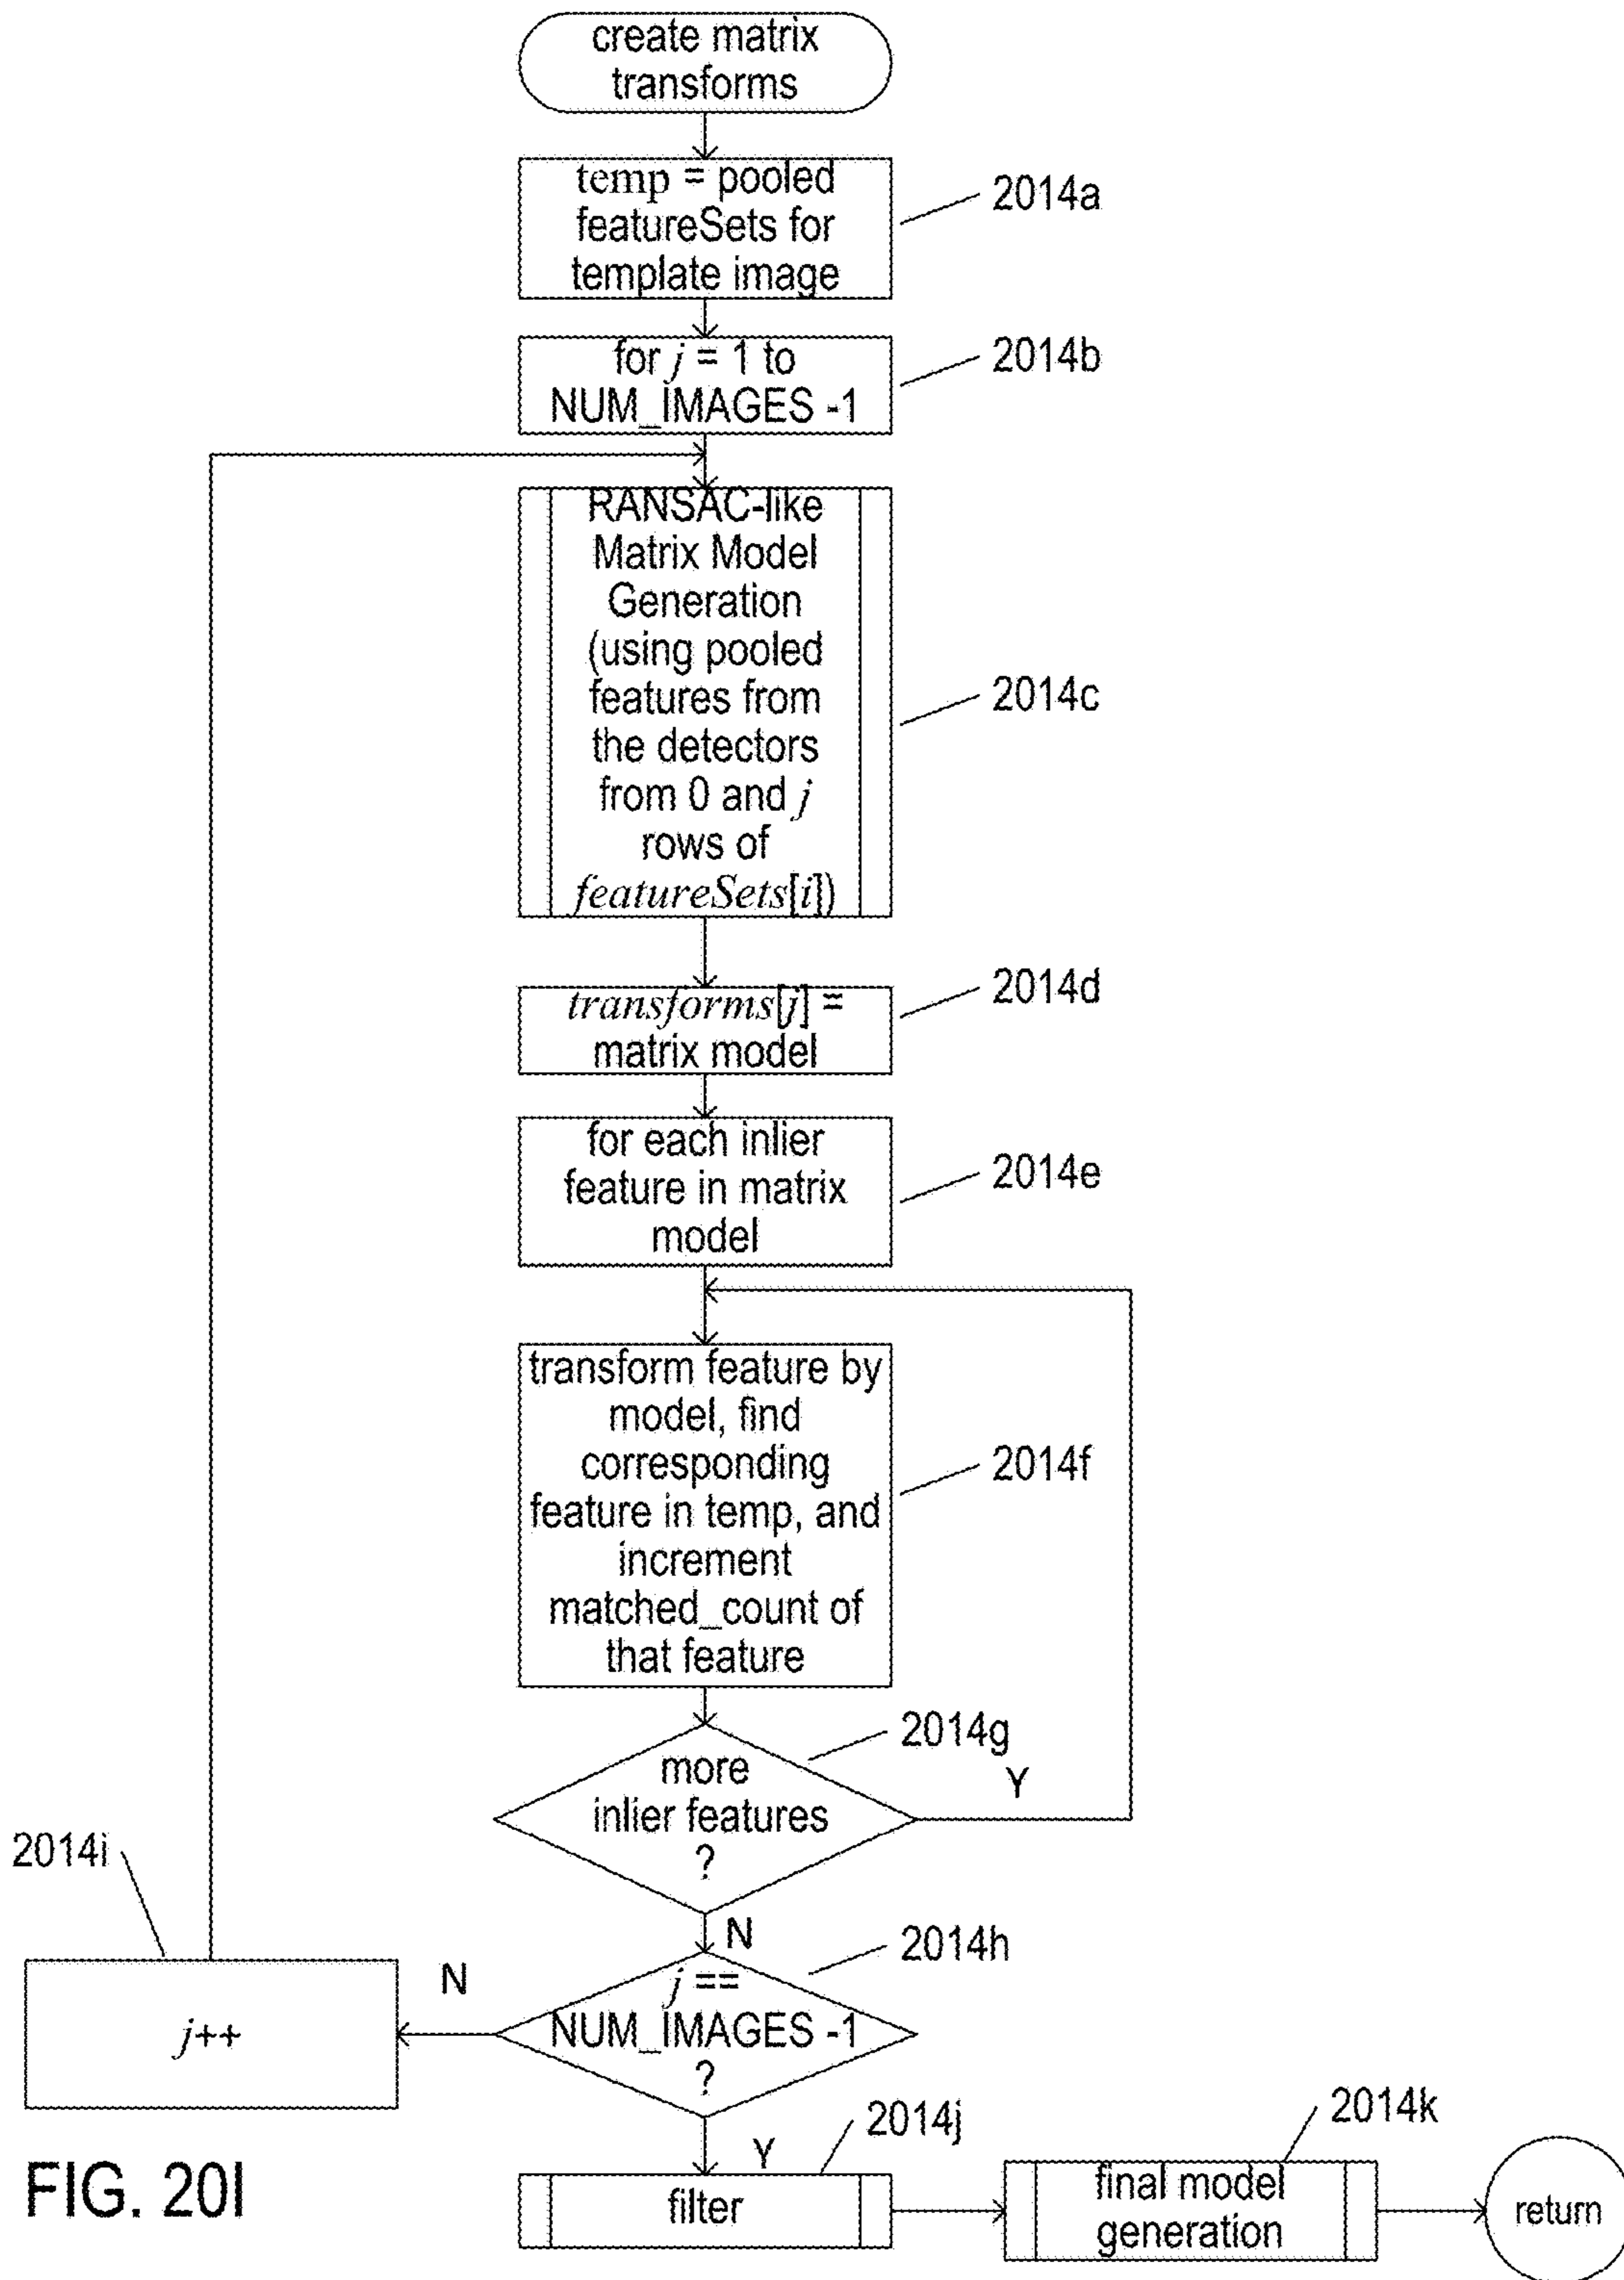 create matrix
transforms
temp = pooled
featureSets for
template image
2014a
for j = 1 to
NUM_IMAGES -1
2014b
RANSAC-like
Matrix Model
Generation
(using pooled
features from
the detectors
from 0 and j
rows of
featureSets[i])
2014c
transforms[j] =
matrix model
2014d
for each inlier
feature in matrix
model
2014e
transform feature by
model, find
corresponding
feature in temp, and
increment
matched_count of
that feature
2014f
more
inlier features
?
2014g
Y
N
j ==
NUM_IMAGES -1
?
2014h
N
2014i
j++
Y
filter
2014j
final model
generation
2014k
return
FIG. 20I